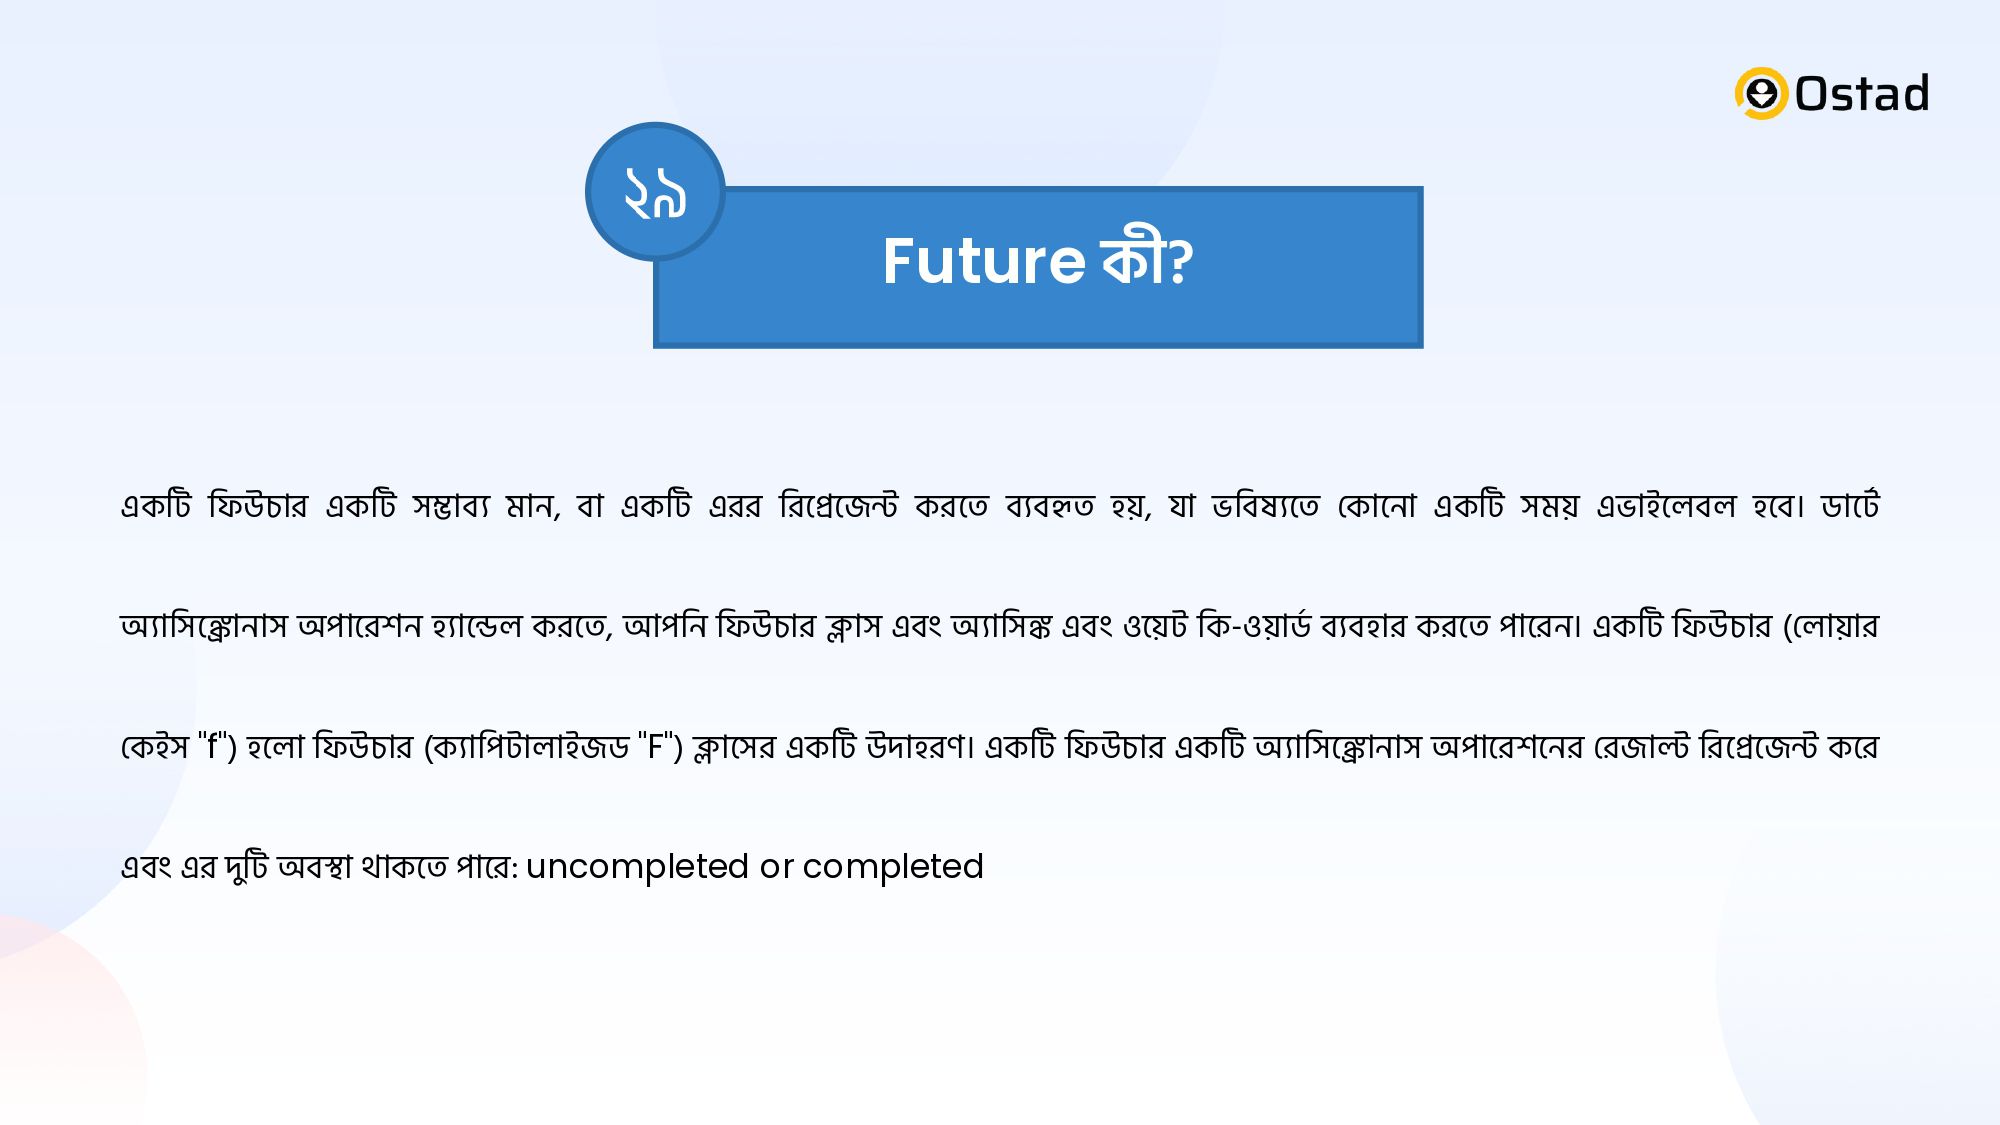 Ostad
২৯
Future কী?
একটি ফিউচার একটি সম্ভাব্য মান, বা একটি এরর রিপ্রেজেন্ট করতে ব্যবহৃত হয়, যা ভবিষ্যতে কোনো একটি সময় এভাইলেবল হবে। ডার্টে
অ্যাসিঙ্ক্রোনাস অপারেশন হ্যান্ডেল করতে, আপনি ফিউচার ক্লাস এবং অ্যাসিঙ্ক এবং ওয়েট কি-ওয়ার্ড ব্যবহার করতে পারেন। একটি ফিউচার (লোয়ার
কেইস "f") হলো ফিউচার (ক্যাপিটালাইজড "F") ক্লাসের একটি উদাহরণ। একটি ফিউচার একটি অ্যাসিঙ্ক্রোনাস অপারেশনের রেজাল্ট রিপ্রেজেন্ট করে
এবং এর দুটি অবস্থা থাকতে পারে: uncompleted or completed